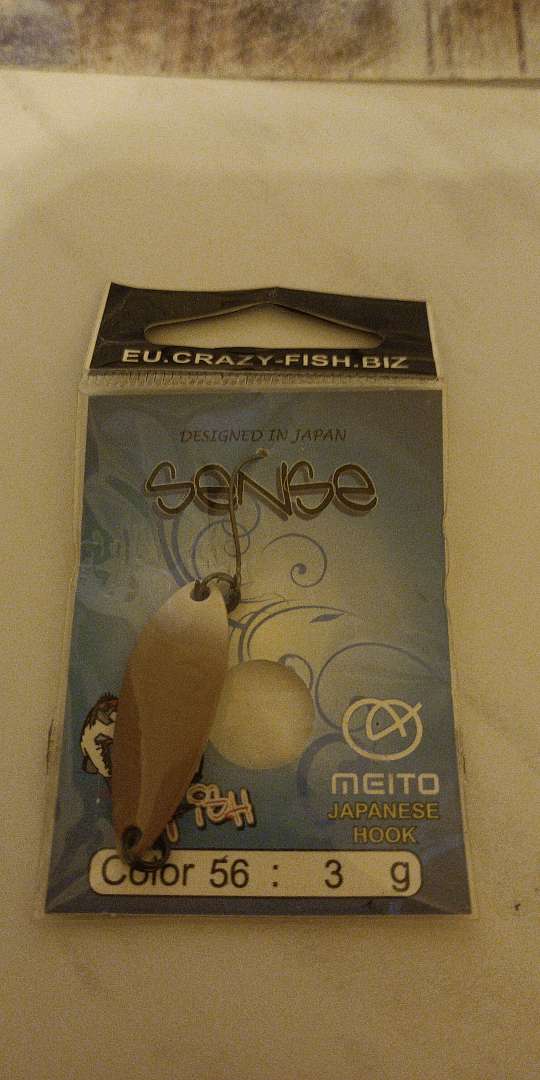 EU.CRAZY-FISH.BIZ
DESIGNED IN JAPAN
SENSE
MEITO
JAPANESE
HOOK
Color 56 : 3 g